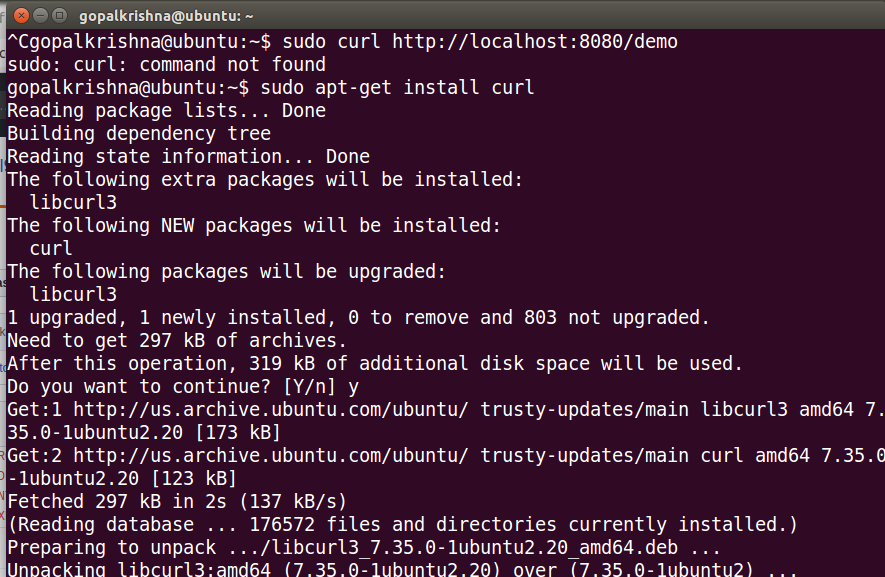 gopalkrishna@ubuntu: ~
^Cgopalkrishna@ubuntu:~$ sudo curl http://localhost:8080/demo
sudo: curl: command not found
gopalkrishna@ubuntu:~$ sudo apt-get install curl
Reading package lists... Done
Building dependency tree
Reading state information... Done
The following extra packages will be installed:
  libcurl3
The following NEW packages will be installed:
  curl
The following packages will be upgraded:
  libcurl3
1 upgraded, 1 newly installed, 0 to remove and 803 not upgraded.
Need to get 297 kB of archives.
After this operation, 319 kB of additional disk space will be used.
Do you want to continue? [Y/n] y
Get:1 http://us.archive.ubuntu.com/ubuntu/ trusty-updates/main libcurl3 amd64 7.
35.0-1ubuntu2.20 [173 kB]
Get:2 http://us.archive.ubuntu.com/ubuntu/ trusty-updates/main curl amd64 7.35.0
-1ubuntu2.20 [123 kB]
Fetched 297 kB in 2s (137 kB/s)
(Reading database ... 176572 files and directories currently installed.)
Preparing to unpack .../libcurl3_7.35.0-1ubuntu2.20_amd64.deb ...
Unpacking libcurl3:amd64 (7.35.0-1ubuntu2.20) over (7.35.0-1ubuntu2) ...